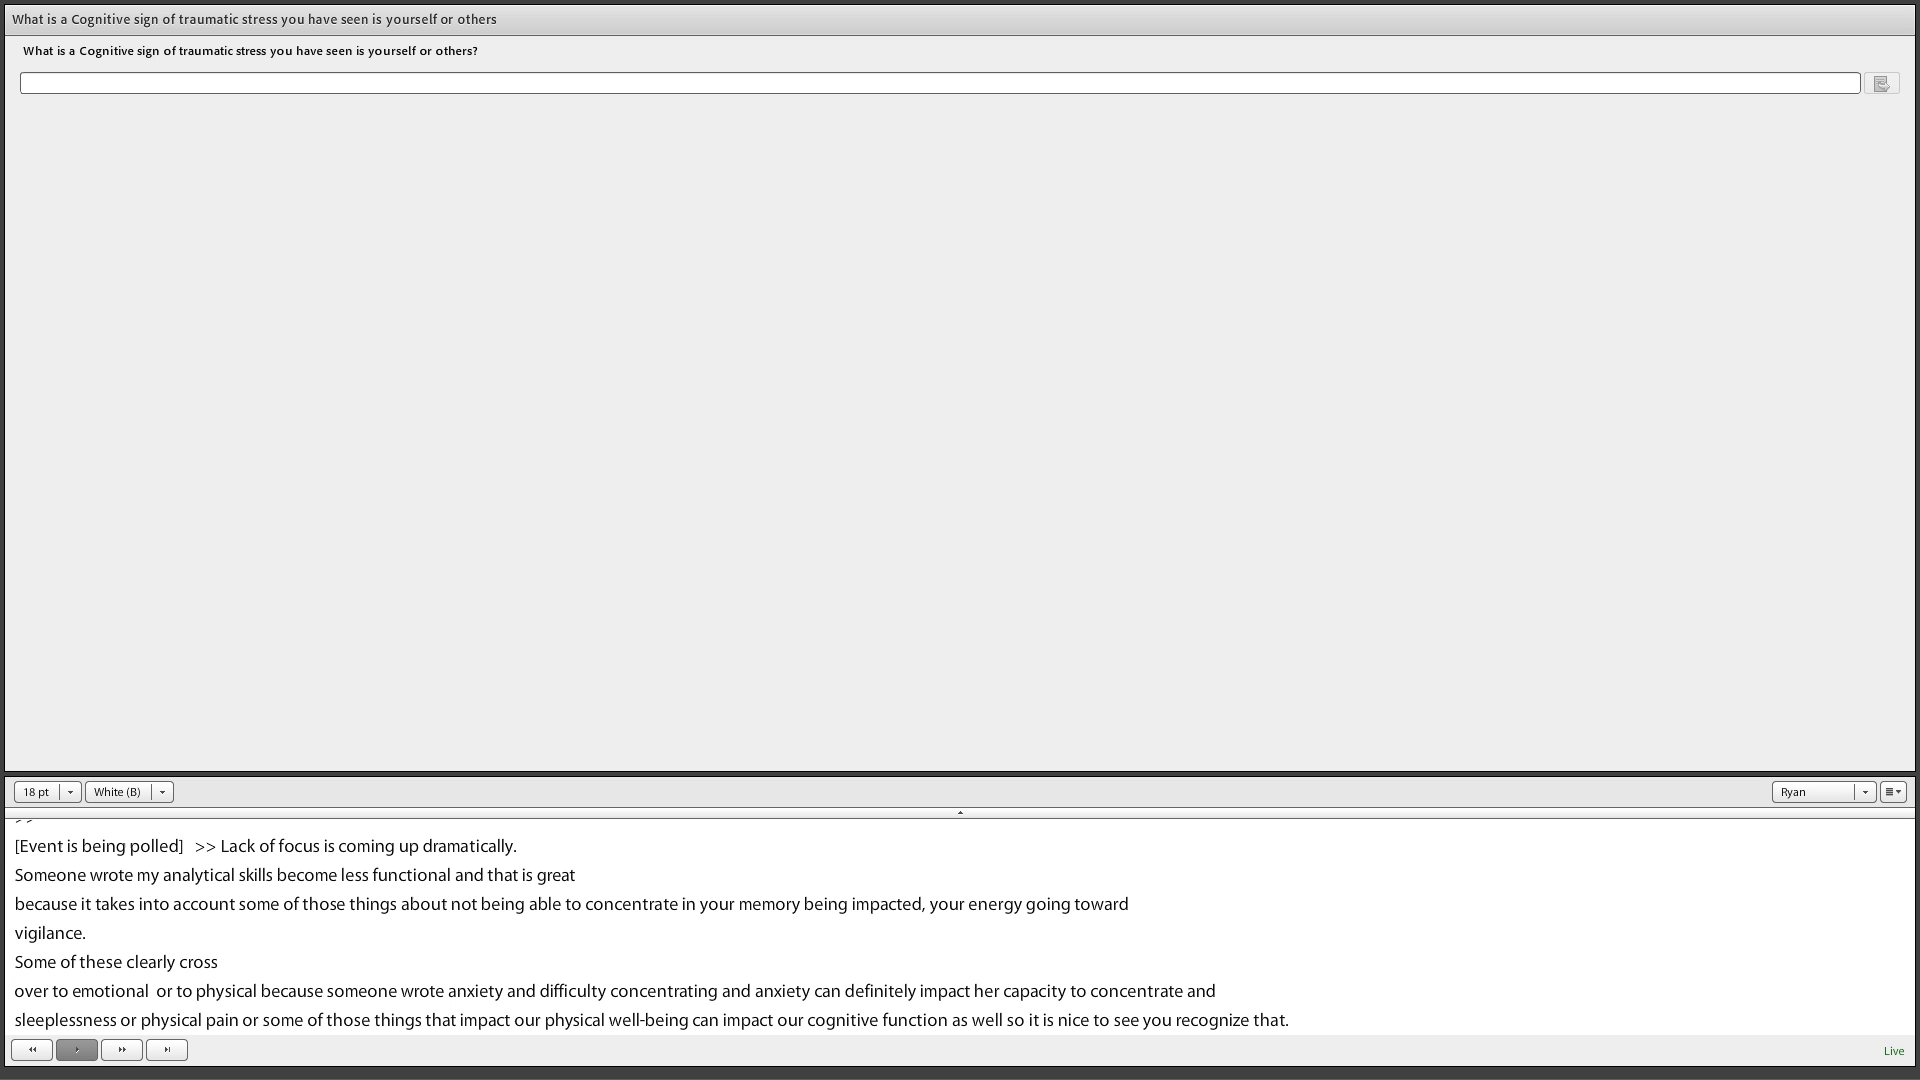 What is a Cognitive sign of traumatic stress you have seen is yourself or others
What is a Cognitive sign of traumatic stress you have seen is yourself or others?
18 pt
White (B)
Ryan
>>
[Event is being polled]   >> Lack of focus is coming up dramatically.
Someone wrote my analytical skills become less functional and that is great
because it takes into account some of those things about not being able to concentrate in your memory being impacted, your energy going toward
vigilance.
Some of these clearly cross
over to emotional  or to physical because someone wrote anxiety and difficulty concentrating and anxiety can definitely impact her capacity to concentrate and
sleeplessness or physical pain or some of those things that impact our physical well-being can impact our cognitive function as well so it is nice to see you recognize that.
Live